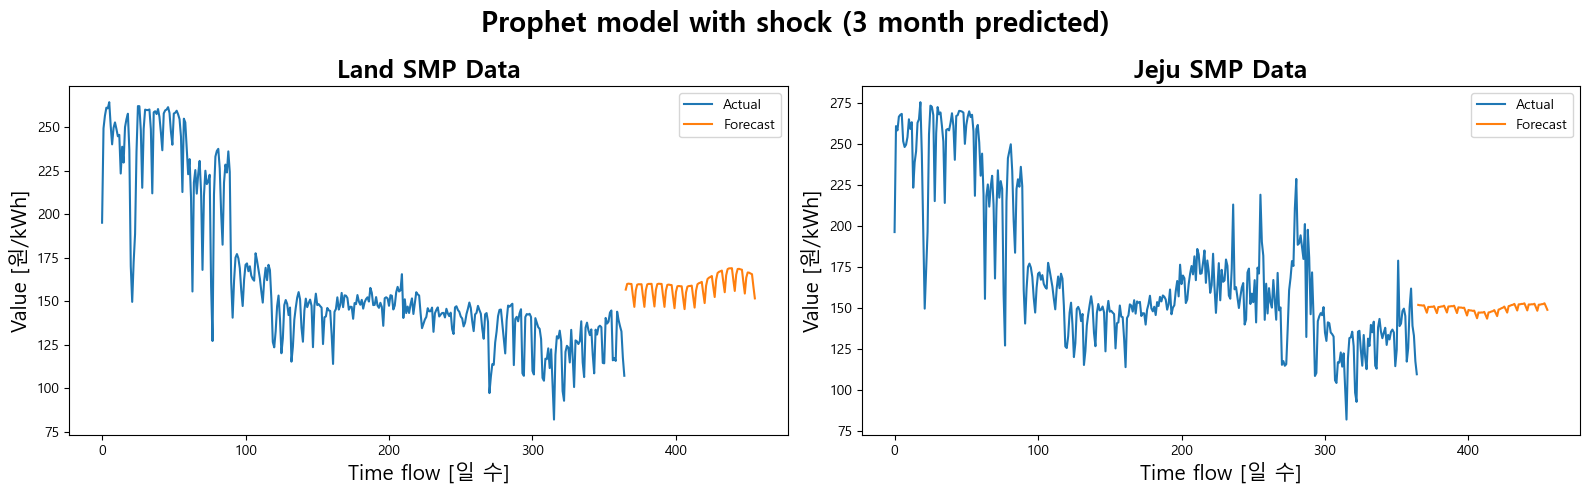 Prophet model with shock (3 month predicted)
Land SMP Data
Value [원/kWh]
250
225
200
175
150
125
100
75
0
100
200
300
400
Time flow [일 수]
Actual
Forecast
Jeju SMP Data
Value [원/kWh]
275
250
225
200
175
150
125
100
75
0
100
200
300
400
Time flow [일 수]
Actual
Forecast